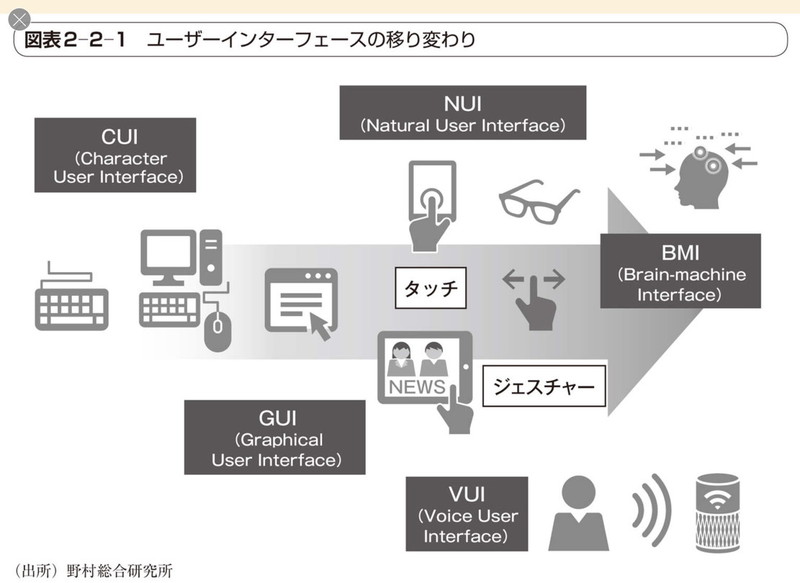 図表2-2-1 ユーザーインターフェースの移り変わり
NUI
(Natural User Interface)
CUI
(Character
User Interface)
BMI
(Brain-machine
Interface)
タッチ
NEWS
ジェスチャー
GUI
(Graphical
User Interface)
VUI
(Voice User
Interface)
(出所)野村総合研究所